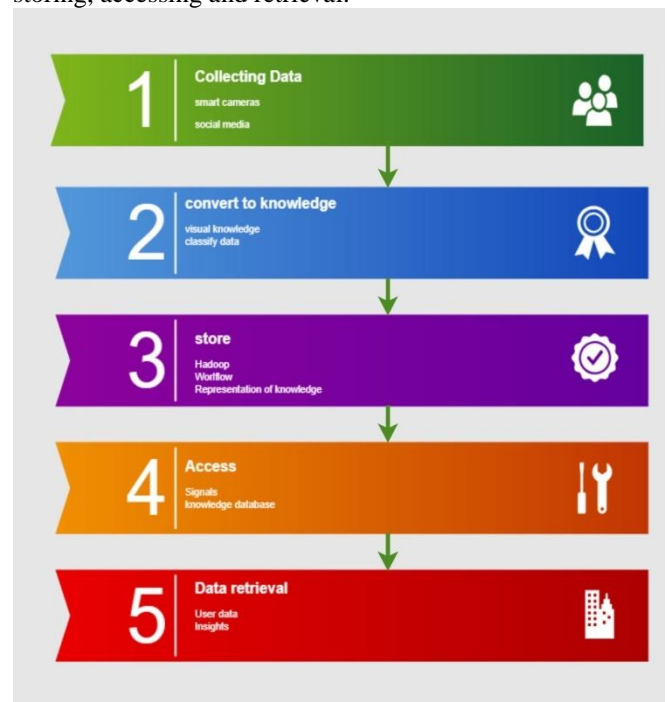 storing, accessing and retrieval.
1
Collecting Data
smart cameras
social media
2
convert to knowledge
visual knowledge
classify data
3
store
Hadoop
Worflow
Representation of knowledge
4
Access
Signals
knowledge database
5
Data retrieval
User data
Insights